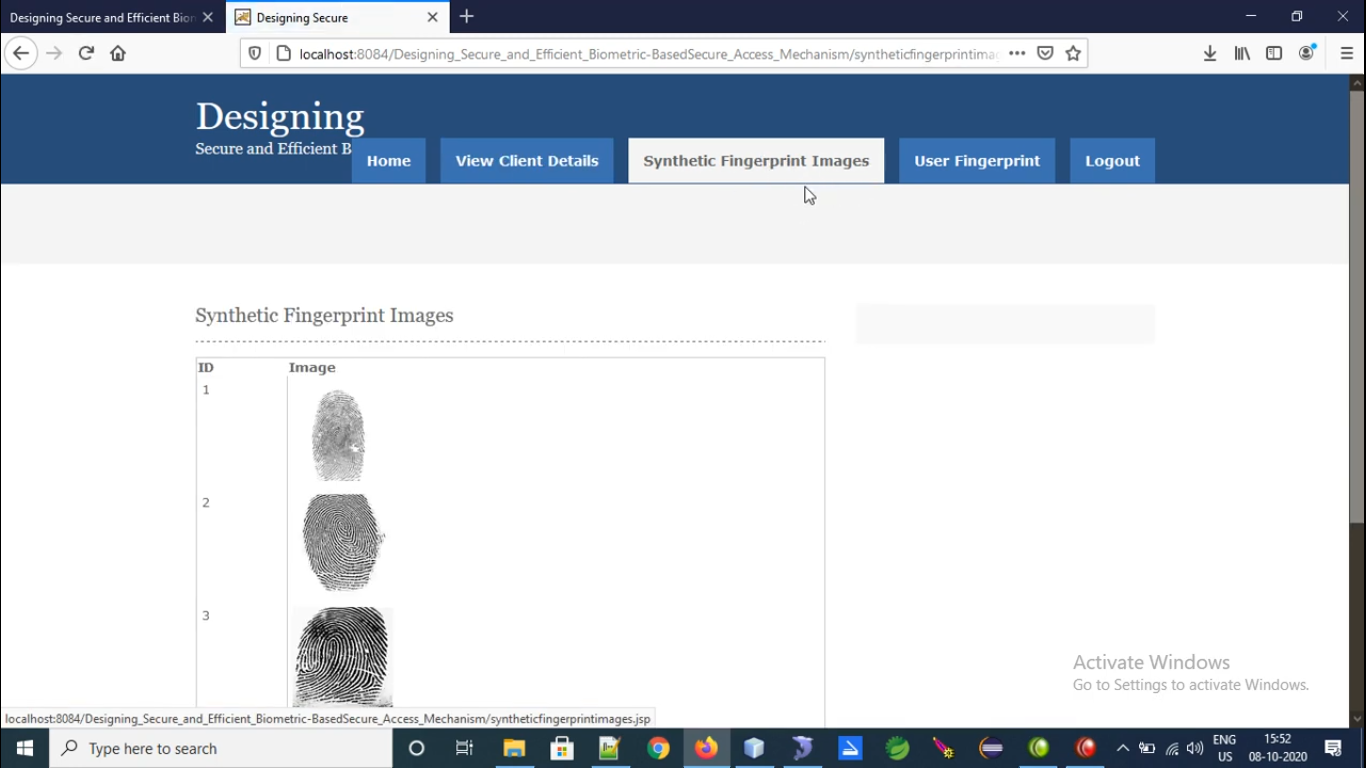 Designing Secure and Efficient Bion
Designing Secure
localhost:8084/Designing_Secure_and_Efficient_Biometric-BasedSecure_Access_Mechanism/syntheticfingerprintimag
Designing
Secure and Efficient B
Home
View Client Details
Synthetic Fingerprint Images
User Fingerprint
Logout
Synthetic Fingerprint Images
ID
Image
1
2
3
Activate Windows
Go to Settings to activate Windows.
localhost:8084/Designing_Secure_and_Efficient_Biometric-BasedSecure_Access_Mechanism/syntheticfingerprintimages.jsp
Type here to search
ENG
US
15:52
08-10-2020